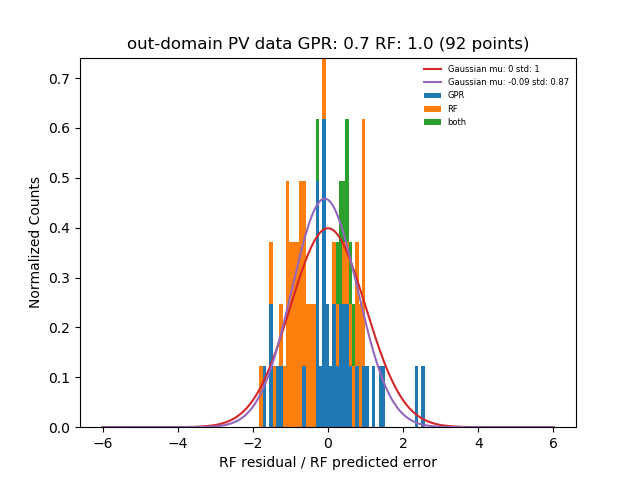 out-domain PV data GPR: 0.7 RF: 1.0 (92 points)
Gaussian mu: 0 std: 1
Gaussian mu: -0.09 std: 0.87
GPR
RF
both
Normalized Counts
0.7
0.6
0.5
0.4
0.3
0.2
0.1
0.0
−6 −4 −2 0 2 4 6
RF residual / RF predicted error